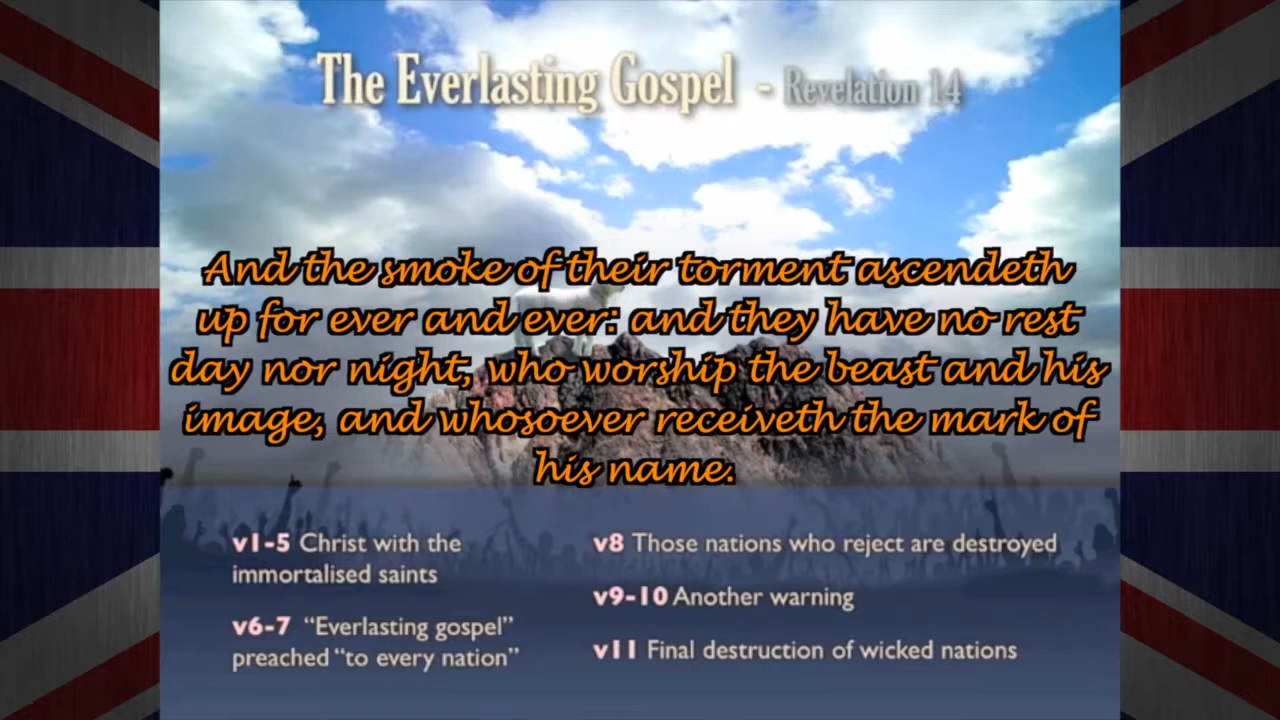 The Everlasting Gospel - Revelation 14
And the smoke of their torment ascendeth
up for ever and ever: and they have no rest
day nor night, who worship the beast and his
image, and whosoever receiveth the mark of
his name.
v1-5 Christ with the
immortalised saints
v6-7 “Everlasting gospel”
preached “to every nation”
v8 Those nations who reject are destroyed
v9-10 Another warning
v11 Final destruction of wicked nations